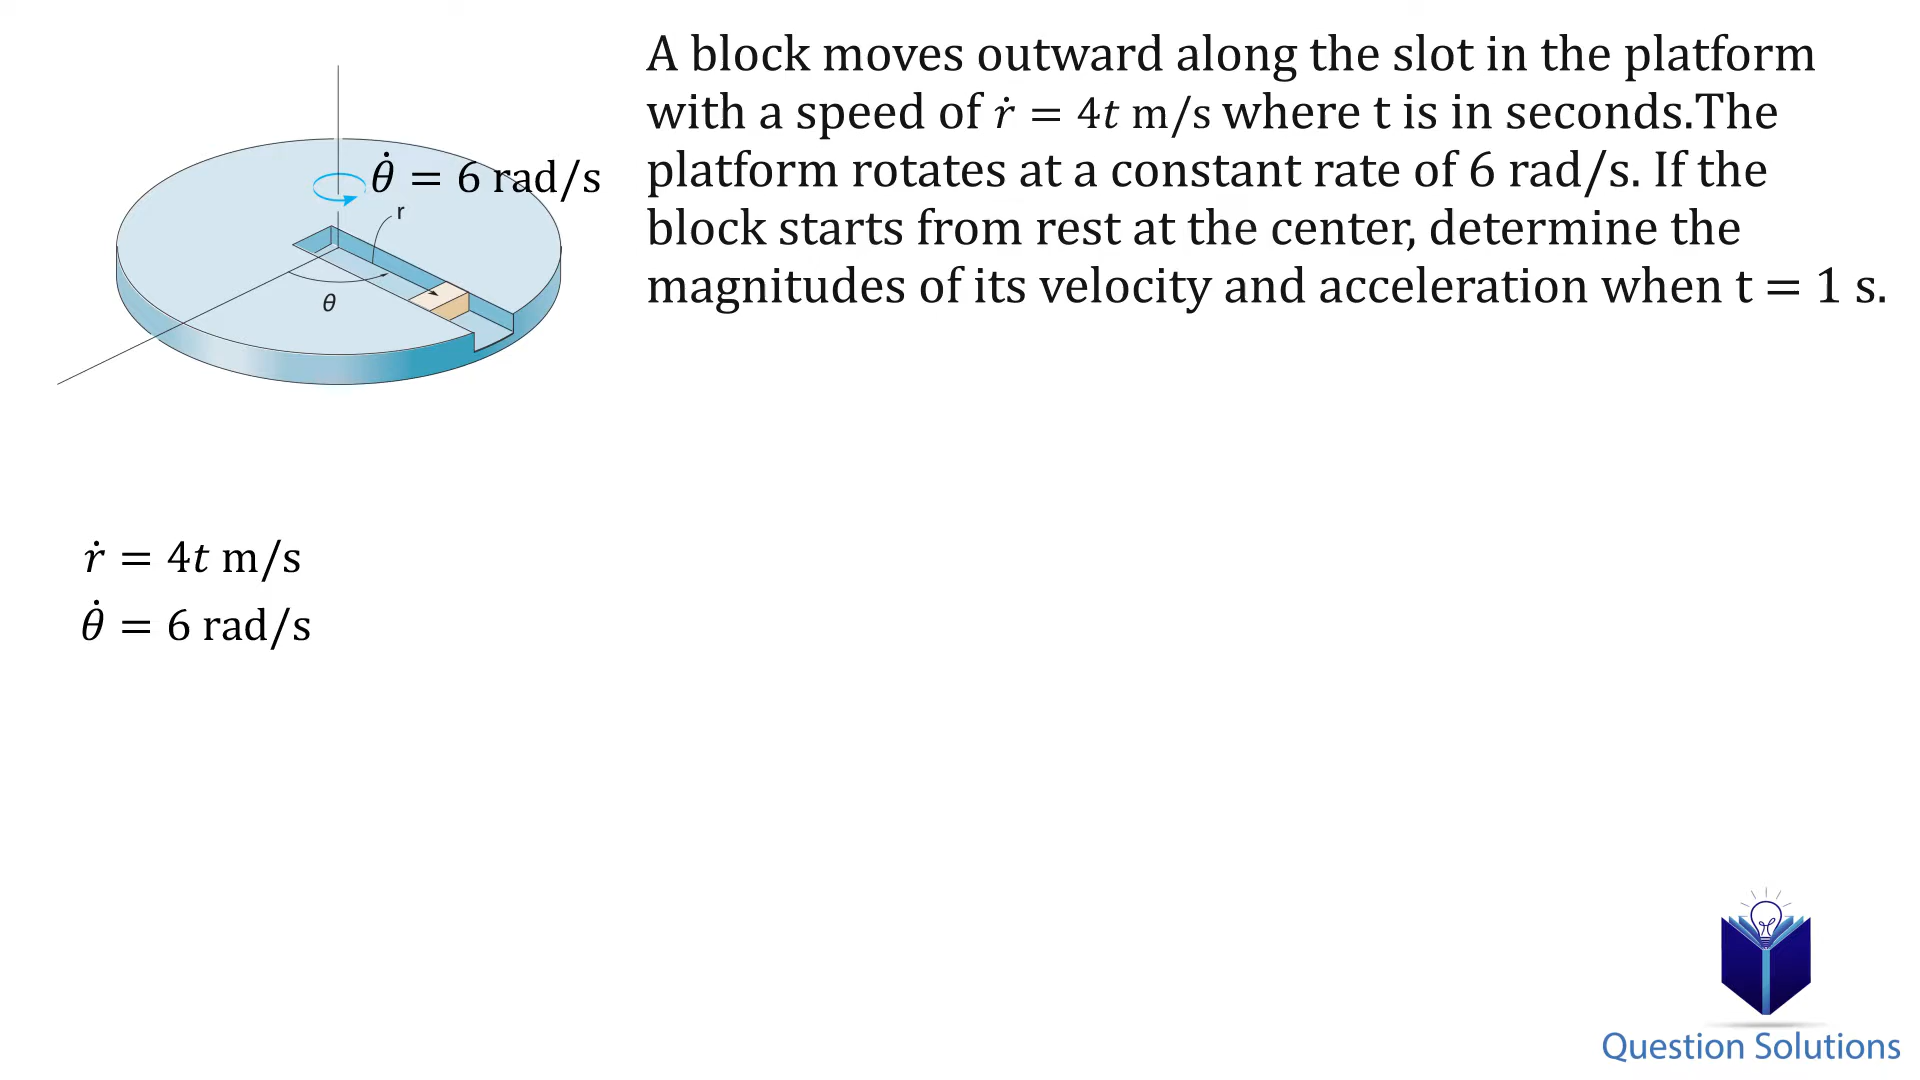 A block moves outward along the slot in the platform
with a speed of ṙ = 4t m/s where t is in seconds.The
platform rotates at a constant rate of 6 rad/s. If the
block starts from rest at the center, determine the
magnitudes of its velocity and acceleration when t = 1 s.
θ̇ = 6 rad/s
r
θ
ṙ = 4t m/s
θ̇ = 6 rad/s
Question Solutions